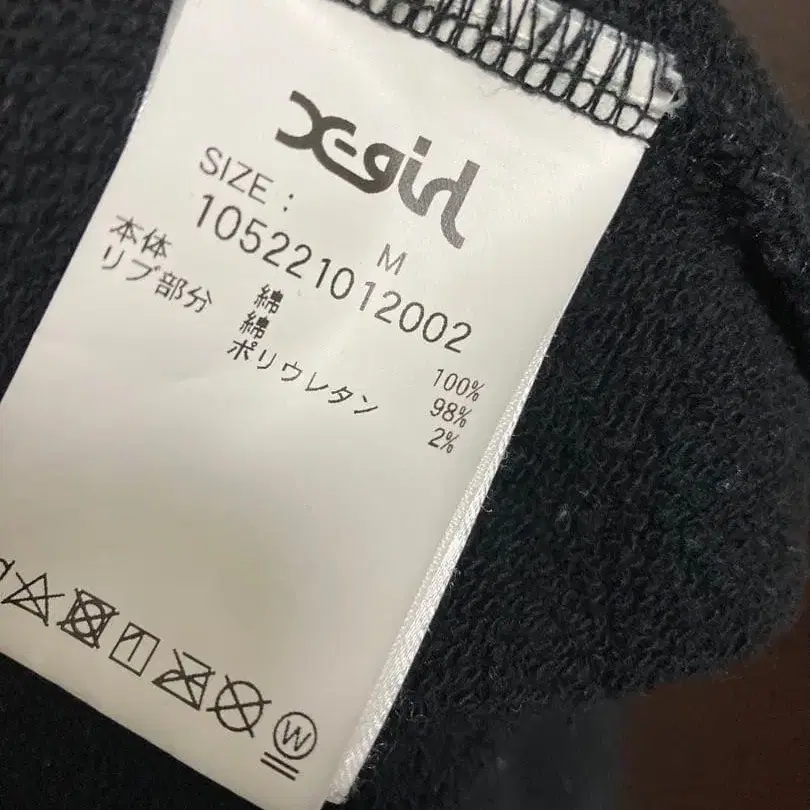 X-girl
SIZE : M
105221012002
本体 綿 100%
リブ部分 綿 98%
ポリウレタン 2%
W